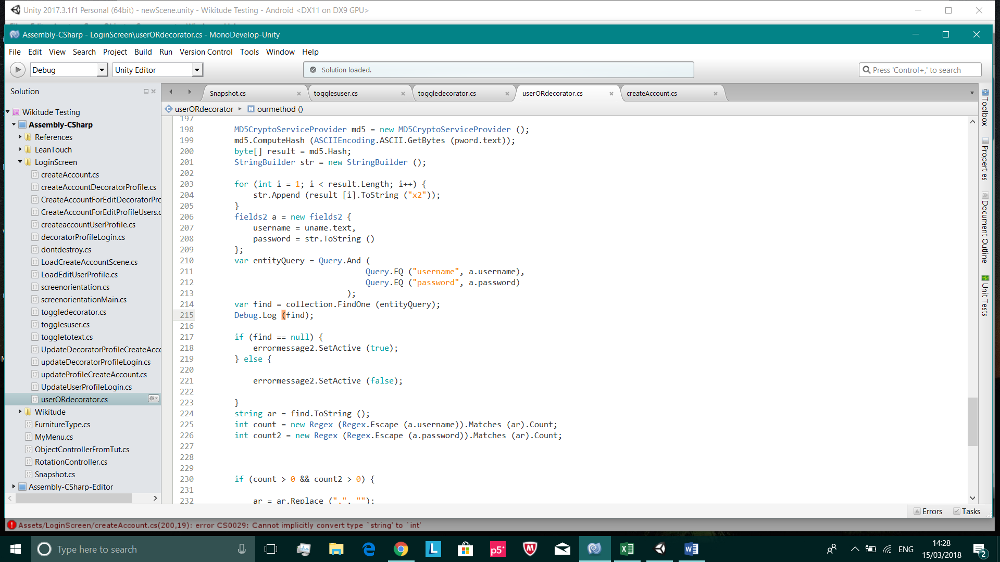 Unity 2017.3.1f1 Personal (64bit) - newScene.unity - Wikitude Testing - Android <DX11 on DX9 GPU>
Assembly-CSharp - LoginScreen\userORdecorator.cs - MonoDevelop-Unity
File Edit View Search Project Build Run Version Control Tools Window Help
Debug Unity Editor Solution loaded. Press 'Control+,' to search
Solution
Wikitude Testing
Assembly-CSharp
References
LeanTouch
LoginScreen
createAccount.cs
createAccountDecoratorProfile.cs
CreateAccountForEditDecoratorPro
CreateAccountForEditProfileUsers.c
createaccountUserProfile.cs
decoratorProfileLogin.cs
dontdestroy.cs
LoadCreateAccountScene.cs
LoadEditUserProfile.cs
screenorientation.cs
screenorientationMain.cs
toggledecorator.cs
togglesuser.cs
toggletotext.cs
UpdateDecoratorProfileCreateAcco
updateDecoratorProfileLogin.cs
updateProfileCreateAccount.cs
UpdateUserProfileLogin.cs
userORdecorator.cs
Wikitude
FurnitureType.cs
MyMenu.cs
ObjectControllerFromTut.cs
RotationController.cs
Snapshot.cs
Assembly-CSharp-Editor
Snapshot.cs togglesuser.cs toggledecorator.cs userORdecorator.cs createAccount.cs
userORdecorator ourmethod ()
197
198 MD5CryptoServiceProvider md5 = new MD5CryptoServiceProvider ();
199 md5.ComputeHash (ASCIIEncoding.ASCII.GetBytes (pword.text));
200 byte[] result = md5.Hash;
201 StringBuilder str = new StringBuilder ();
202
203 for (int i = 1; i < result.Length; i++) {
204 str.Append (result [i].ToString ("x2"));
205 }
206 fields2 a = new fields2 {
207 username = uname.text,
208 password = str.ToString ()
209 };
210 var entityQuery = Query.And (
211 Query.EQ ("username", a.username),
212 Query.EQ ("password", a.password)
213 );
214 var find = collection.FindOne (entityQuery);
215 Debug.Log (find);
216
217 if (find == null) {
218 errormessage2.SetActive (true);
219 } else {
220
221 errormessage2.SetActive (false);
222
223 }
224 string ar = find.ToString ();
225 int count = new Regex (Regex.Escape (a.username)).Matches (ar).Count;
226 int count2 = new Regex (Regex.Escape (a.password)).Matches (ar).Count;
227
228
229
230 if (count > 0 && count2 > 0) {
231
232 ar = ar.Replace (".", "");
Toolbox
Properties
Document Outline
Unit Tests
Errors Tasks
Assets/LoginScreen/createAccount.cs(200,19): error CS0029: Cannot implicitly convert type `string' to `int'
Type here to search
L
p5*
ENG
14:28
15/03/2018
2